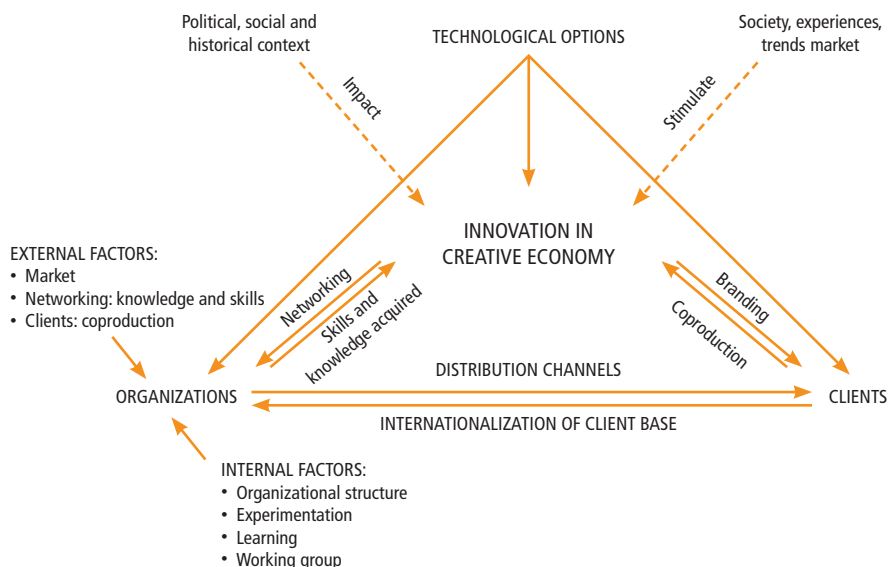 Political, social and
historical context
TECHNOLOGICAL OPTIONS
Society, experiences,
trends market
Impact
Stimulate
INNOVATION IN
CREATIVE ECONOMY
EXTERNAL FACTORS:
• Market
• Networking: knowledge and skills
• Clients: coproduction
Networking
Skills and
knowledge acquired
Branding
Coproduction
DISTRIBUTION CHANNELS
ORGANIZATIONS
CLIENTS
INTERNATIONALIZATION OF CLIENT BASE
INTERNAL FACTORS:
• Organizational structure
• Experimentation
• Learning
• Working group